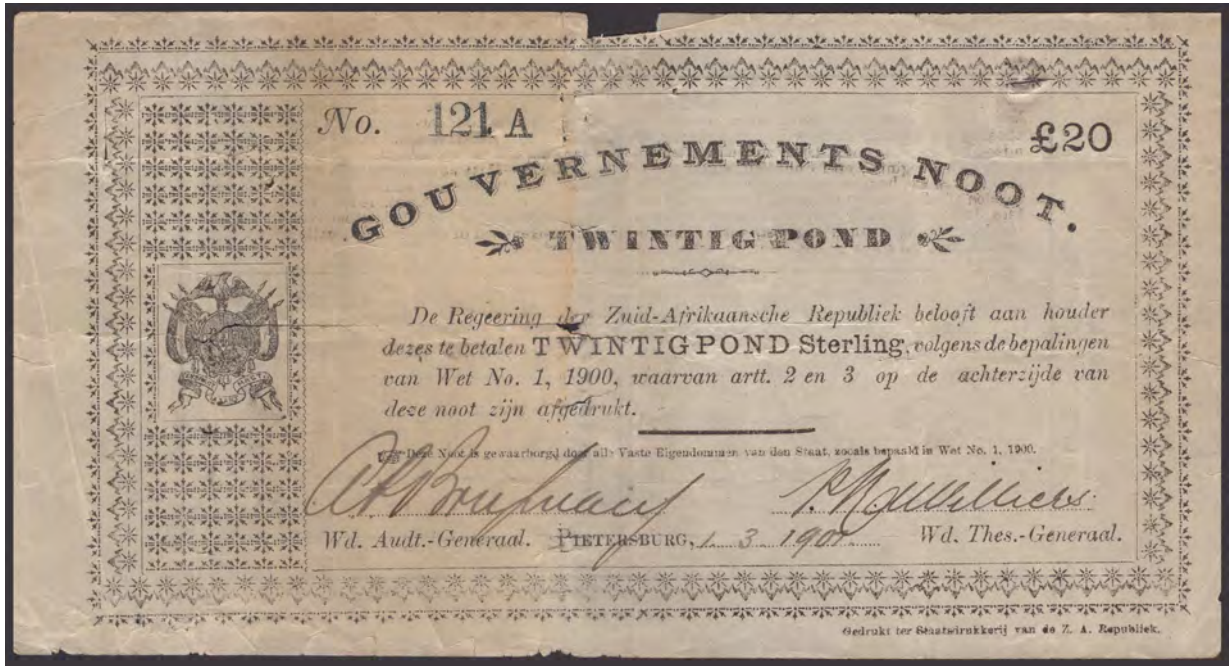 No. 121 A
£20
GOUVERNEMENTS NOOT.
TWINTIG POND
De Regeering der Zuid-Afrikaansche Republiek belooft aan houder
dezes te betalen TWINTIG POND Sterling, volgens de bepalingen
van Wet No. 1, 1900, waarvan artt. 2 en 3 op de achterzijde van
deze noot zijn afgedrukt.
Deze Noot is gewaarborgd door alle Vaste Eigendommen van den Staat, zooals bepaald in Wet No. 1, 1900.
Wd. Audt.-Generaal. PIETERSBURG, 1. 3. 1901 Wd. Thes.-Generaal.
Gedrukt ter Staatsdrukkerij van de Z. A. Republiek.